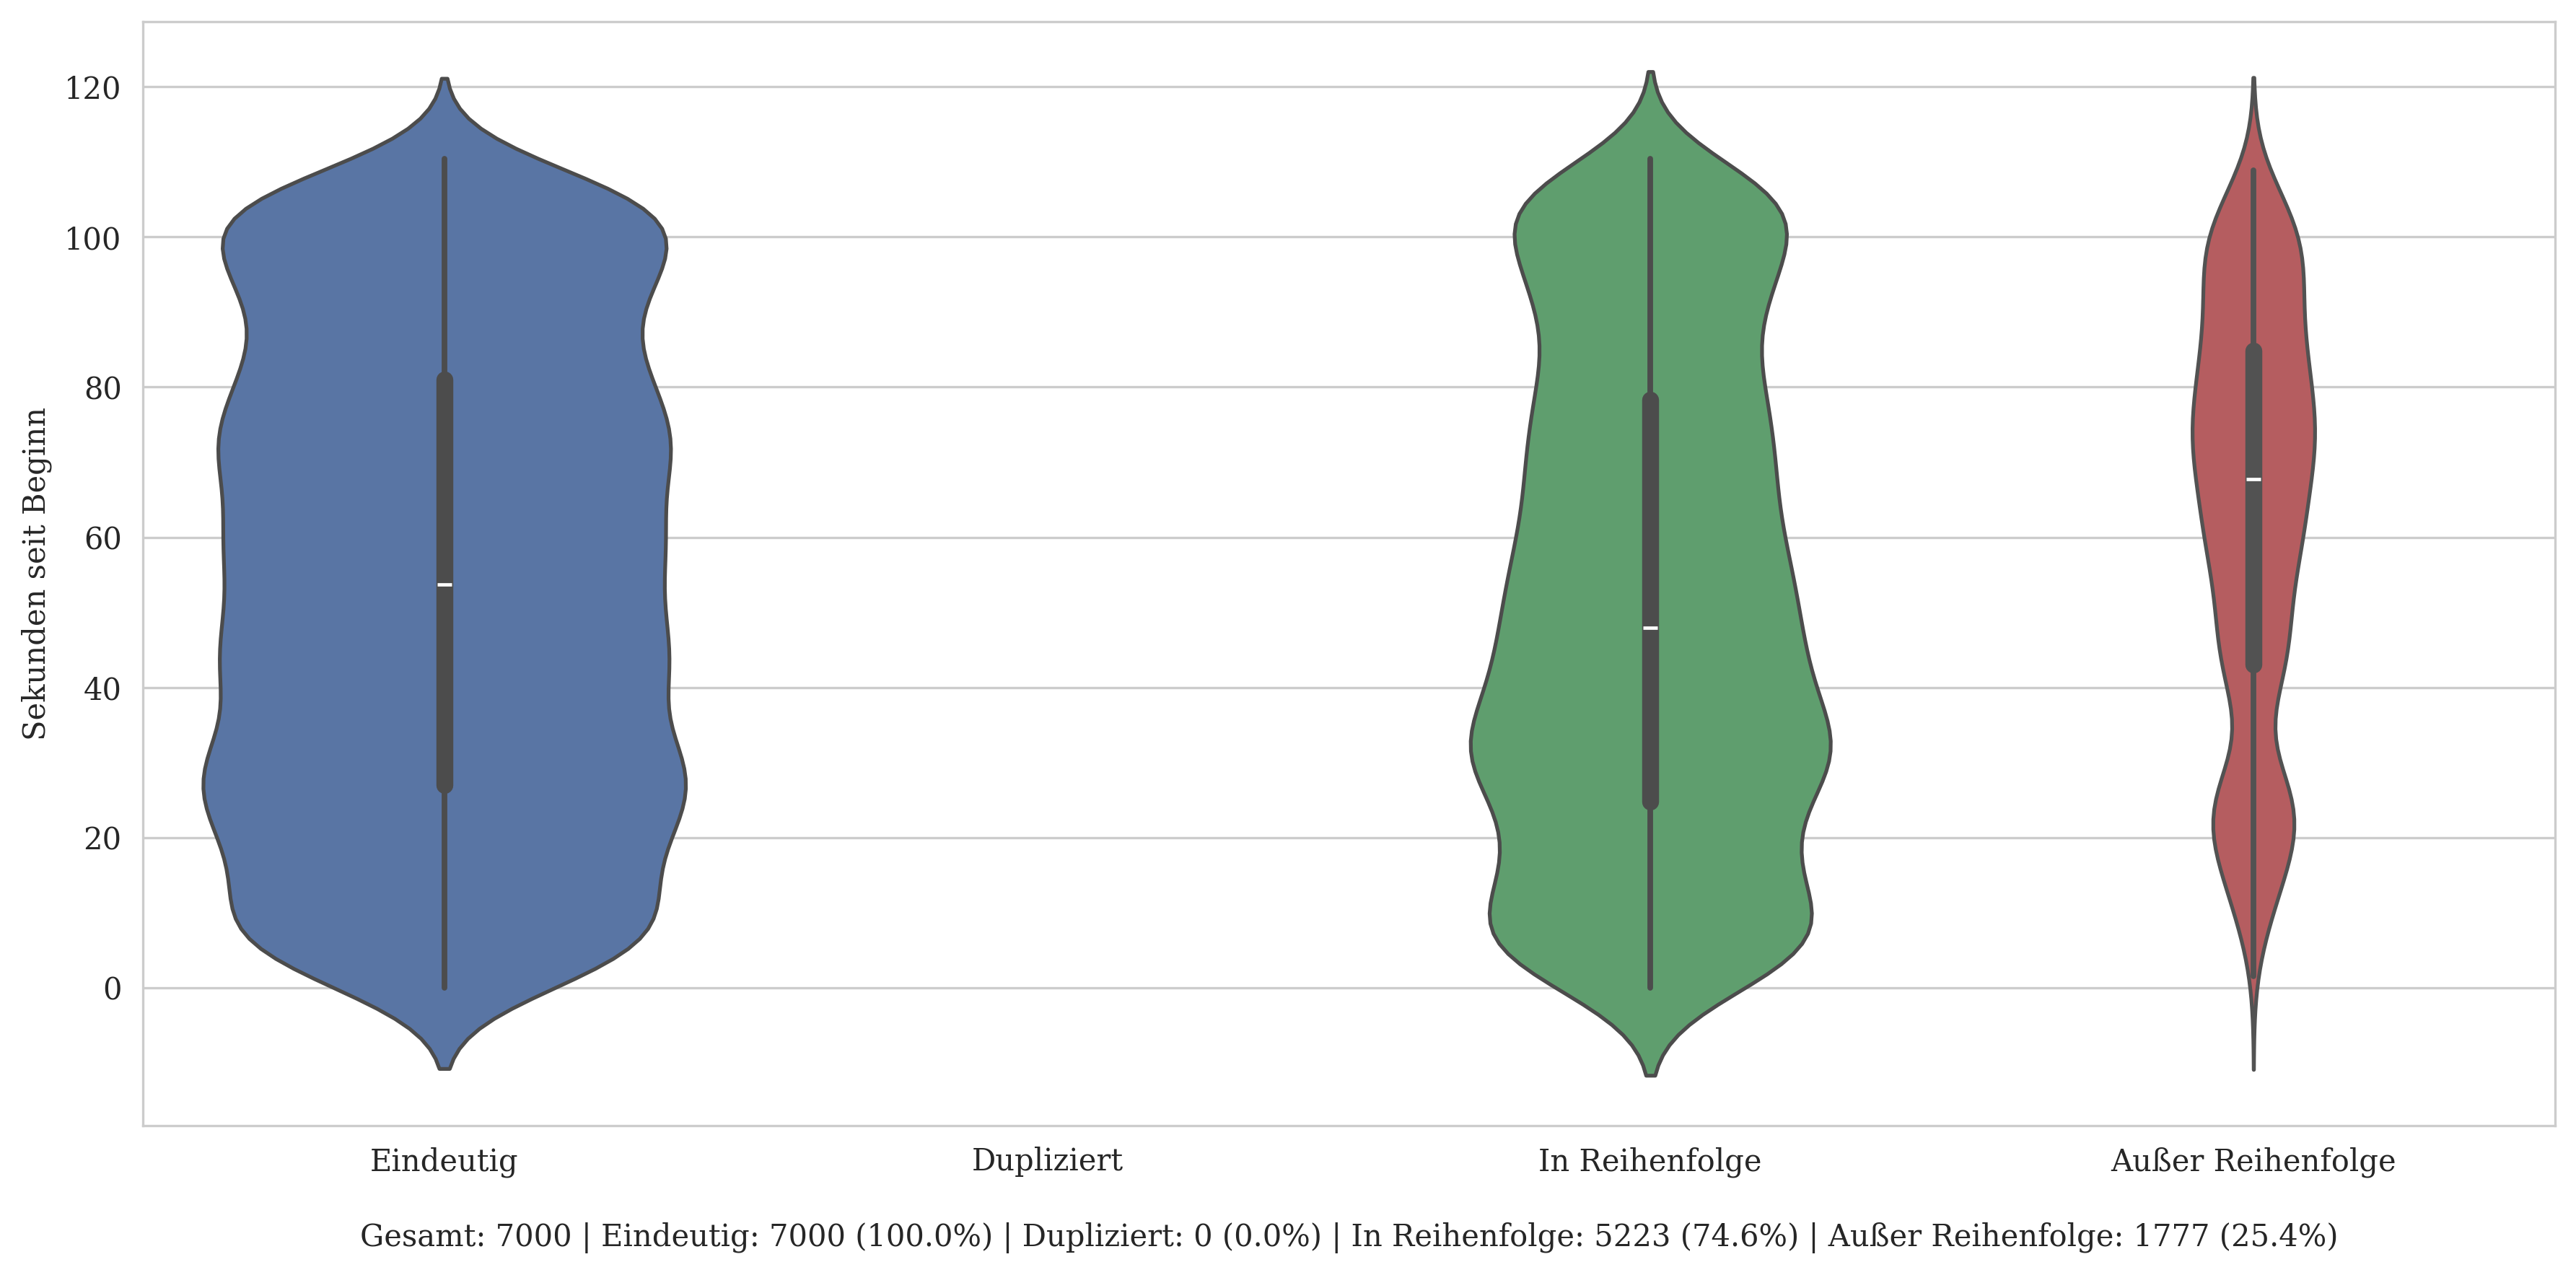 120
100
80
60
40
20
0
Sekunden seit Beginn
Eindeutig
Dupliziert
In Reihenfolge
Außer Reihenfolge
Gesamt: 7000 | Eindeutig: 7000 (100.0%) | Dupliziert: 0 (0.0%) | In Reihenfolge: 5223 (74.6%) | Außer Reihenfolge: 1777 (25.4%)